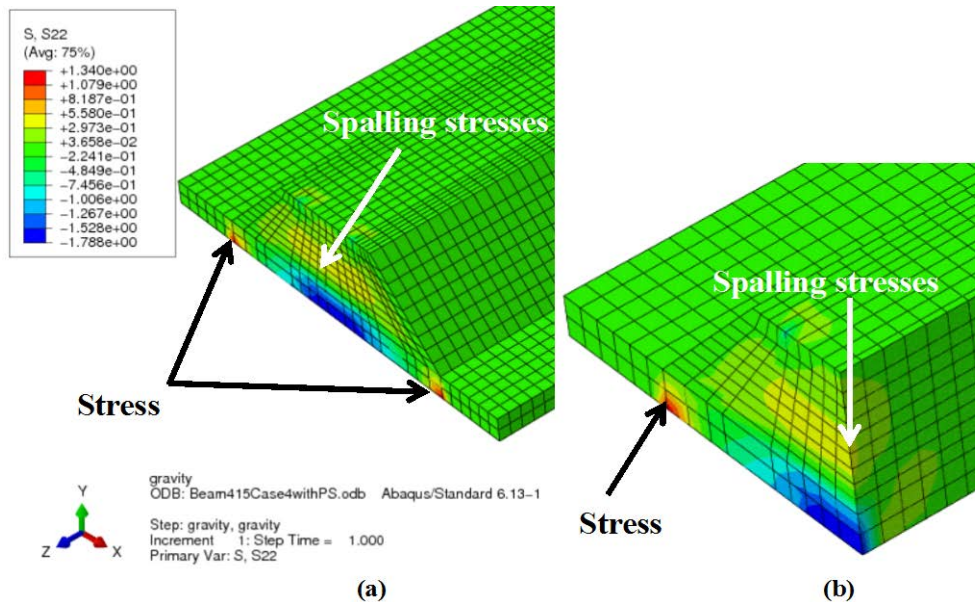 S, S22
(Avg: 75%)
+1.340e+00
+1.079e+00
+8.187e-01
+5.580e-01
+2.973e-01
+3.658e-02
-2.241e-01
-4.849e-01
-7.456e-01
-1.006e+00
-1.267e+00
-1.528e+00
-1.788e+00
Spalling stresses
Stress
Spalling stresses
Stress
Y
Z
X
gravity
ODB: Beam415Case4withPS.odb Abaqus/Standard 6.13-1
Step: gravity, gravity
Increment 1: Step Time = 1.000
Primary Var: S, S22
(a)
(b)